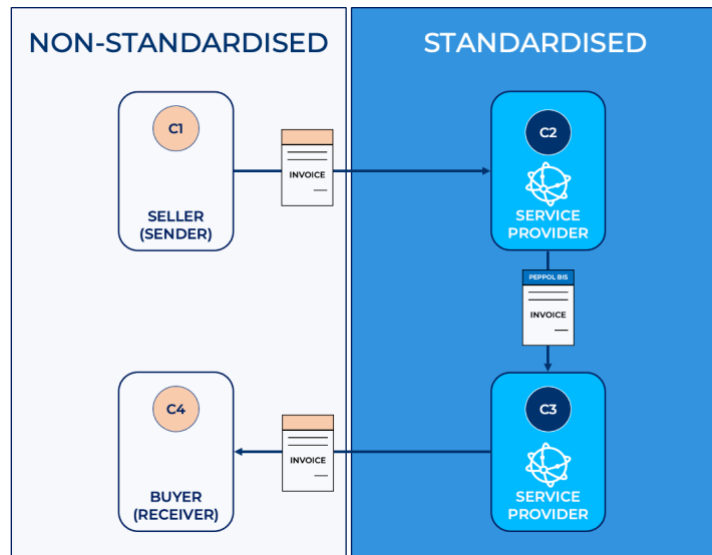 NON-STANDARDISED
STANDARDISED
C1
INVOICE
SELLER
(SENDER)
C2
SERVICE
PROVIDER
PEPPOL BIS
INVOICE
C4
INVOICE
BUYER
(RECEIVER)
C3
SERVICE
PROVIDER